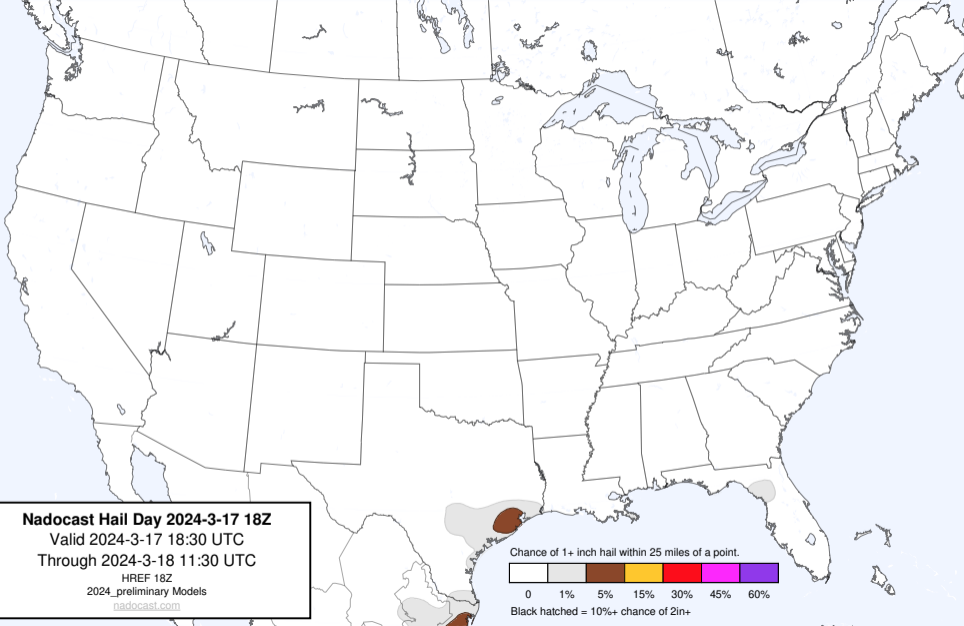 Nadocast Hail Day 2024-3-17 18Z
Valid 2024-3-17 18:30 UTC
Through 2024-3-18 11:30 UTC
HREF 18Z
2024_preliminary Models
nadocast.com
Chance of 1+ inch hail within 25 miles of a point.
0 1% 5% 15% 30% 45% 60%
Black hatched = 10%+ chance of 2in+